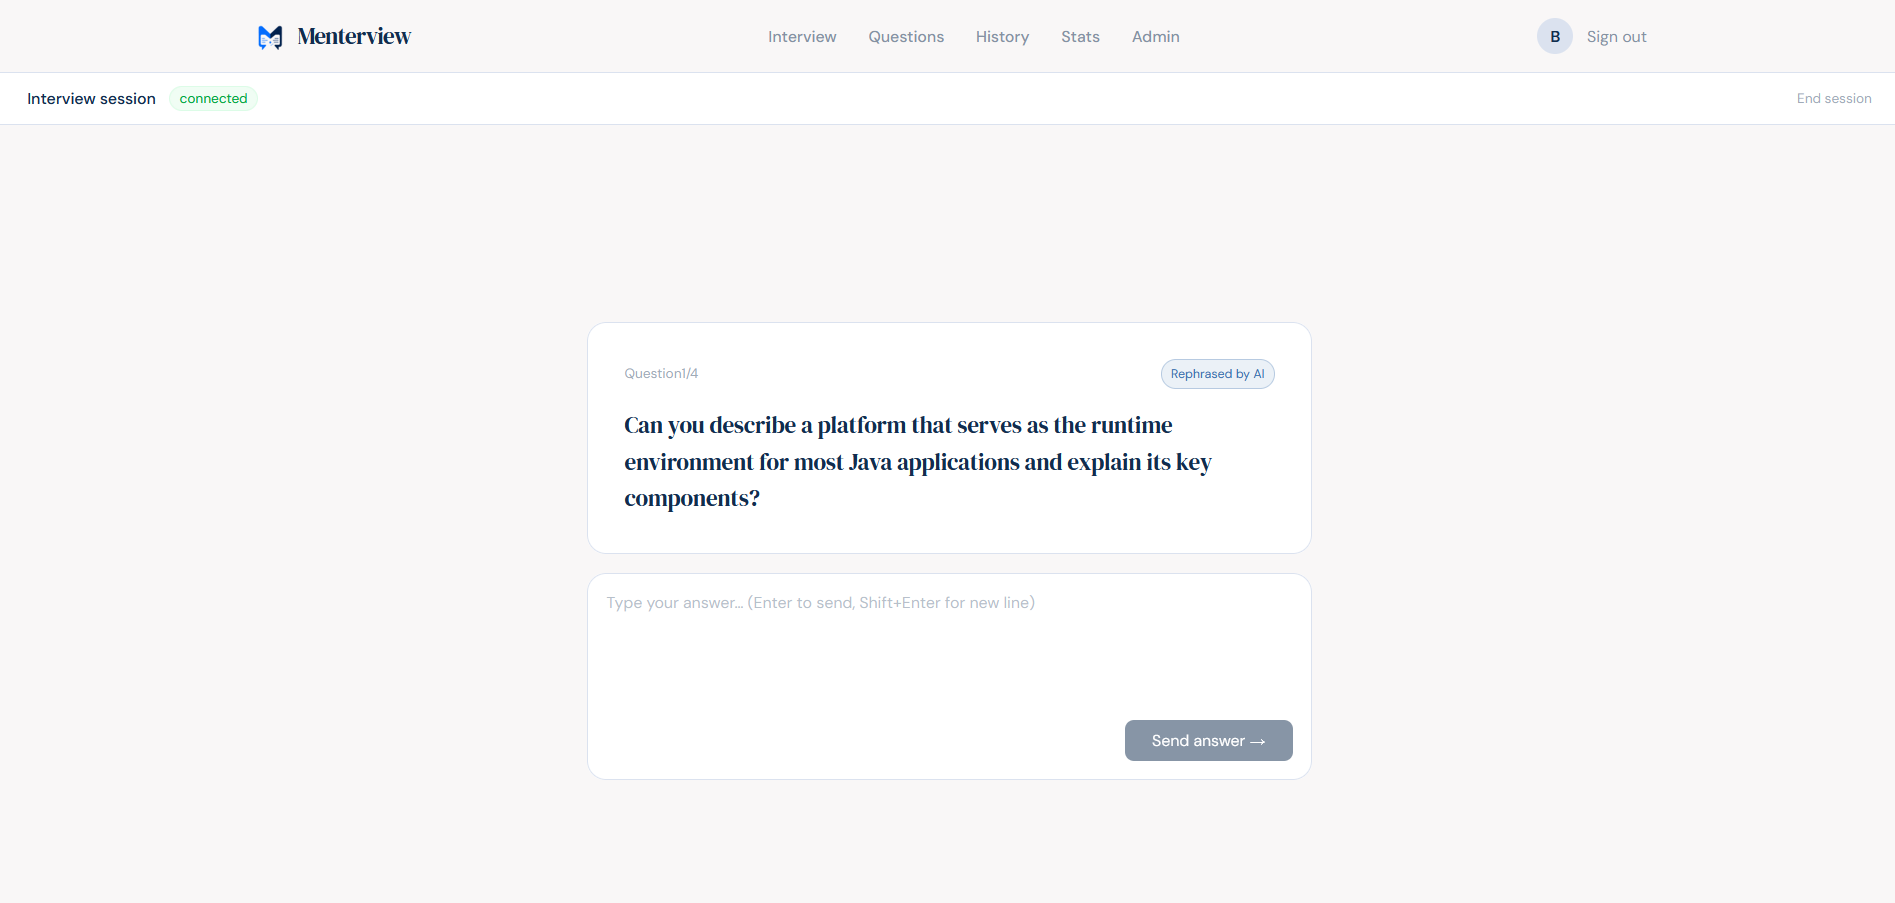 Menterview
Interview
Questions
History
Stats
Admin
B
Sign out
Interview session
connected
End session
Question1/4
Rephrased by AI
Can you describe a platform that serves as the runtime
environment for most Java applications and explain its key
components?
Type your answer... (Enter to send, Shift+Enter for new line)
Send answer →